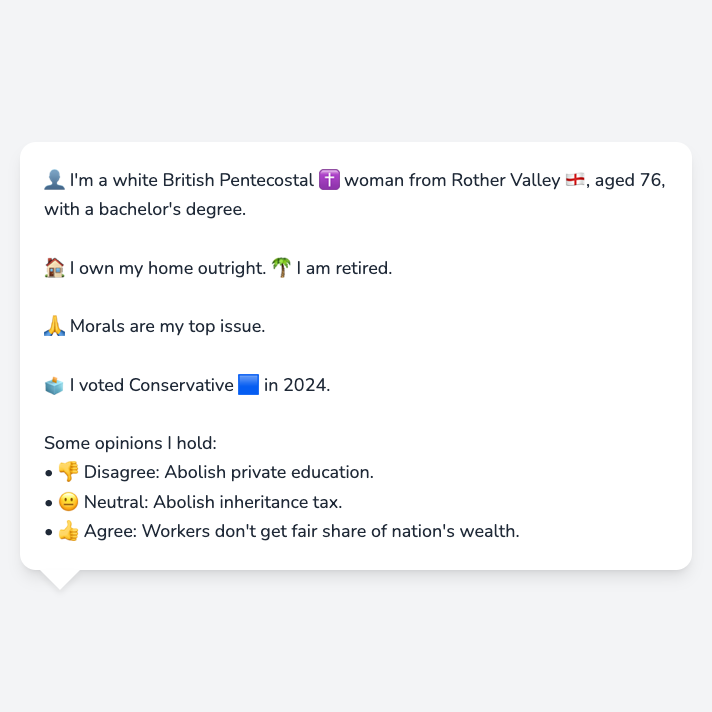 👤 I'm a white British Pentecostal ✝️ woman from Rother Valley 🏴󠁧󠁢󠁥󠁮󠁧󠁿, aged 76,
with a bachelor's degree.
🏠 I own my home outright. 🌴 I am retired.
🙏 Morals are my top issue.
🗳️ I voted Conservative 🟦 in 2024.
Some opinions I hold:
• 👎 Disagree: Abolish private education.
• 😐 Neutral: Abolish inheritance tax.
• 👍 Agree: Workers don't get fair share of nation's wealth.